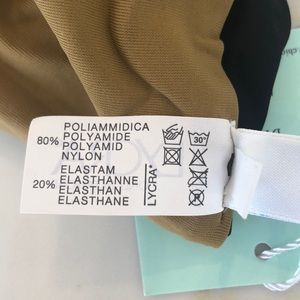 80%
POLIAMMIDICA
POLYAMIDE
POLYAMID
NYLON
20%
ELASTAM
ELASTHANNE
ELASTHAN
ELASTHANE
LYCRA®
30°